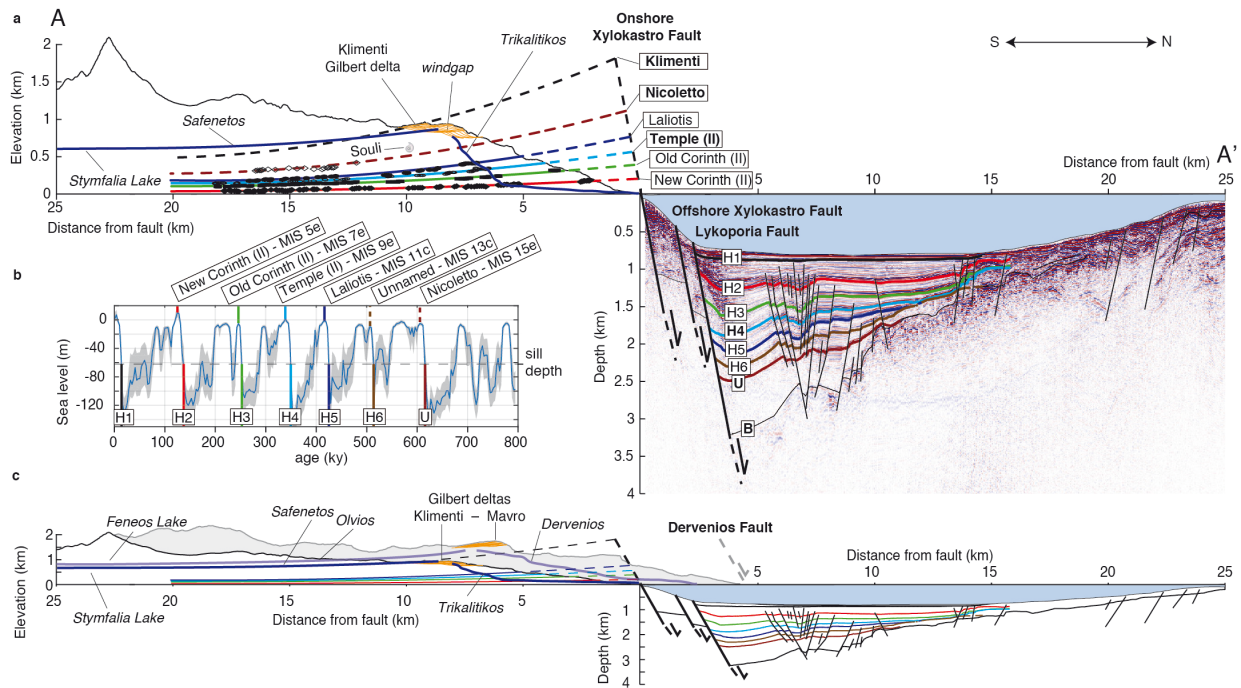 a
A
Onshore
Xylokastro Fault
S
N
Klimenti
Gilbert delta
windgap
Trikalitikos
Klimenti
Nicoletto
Laliotis
Temple (II)
Old Corinth (II)
New Corinth (II)
Safenetos
Souli
Stymfalia Lake
Elevation (km)
2
1.5
1
0.5
0
25
20
15
10
5
Distance from fault (km)
Distance from fault (km)
A’
5
10
15
20
25
Offshore Xylokastro Fault
Lykoporia Fault
H1
H2
H3
H4
H5
H6
U
B
Depth (km)
0.5
1
1.5
2
2.5
3
3.5
4
b
New Corinth (II) - MIS 5e
Old Corinth (II) - MIS 7e
Temple (II) - MIS 9e
Laliotis - MIS 11c
Unnamed - MIS 13c
Nicoletto - MIS 15e
Sea level (m)
0
-40
-80
-120
sill
depth
H1
H2
H3
H4
H5
H6
U
0
100
200
300
400
500
600
700
800
age (ky)
c
Feneos Lake
Safenetos
Olvios
Gilbert deltas
Klimenti – Mavro
Dervenios
Dervenios Fault
Elevation (km)
2
1
0
25
20
15
10
5
Stymfalia Lake
Distance from fault (km)
Trikalitikos
Distance from fault (km)
5
10
15
20
25
Depth (km)
1
2
3
4